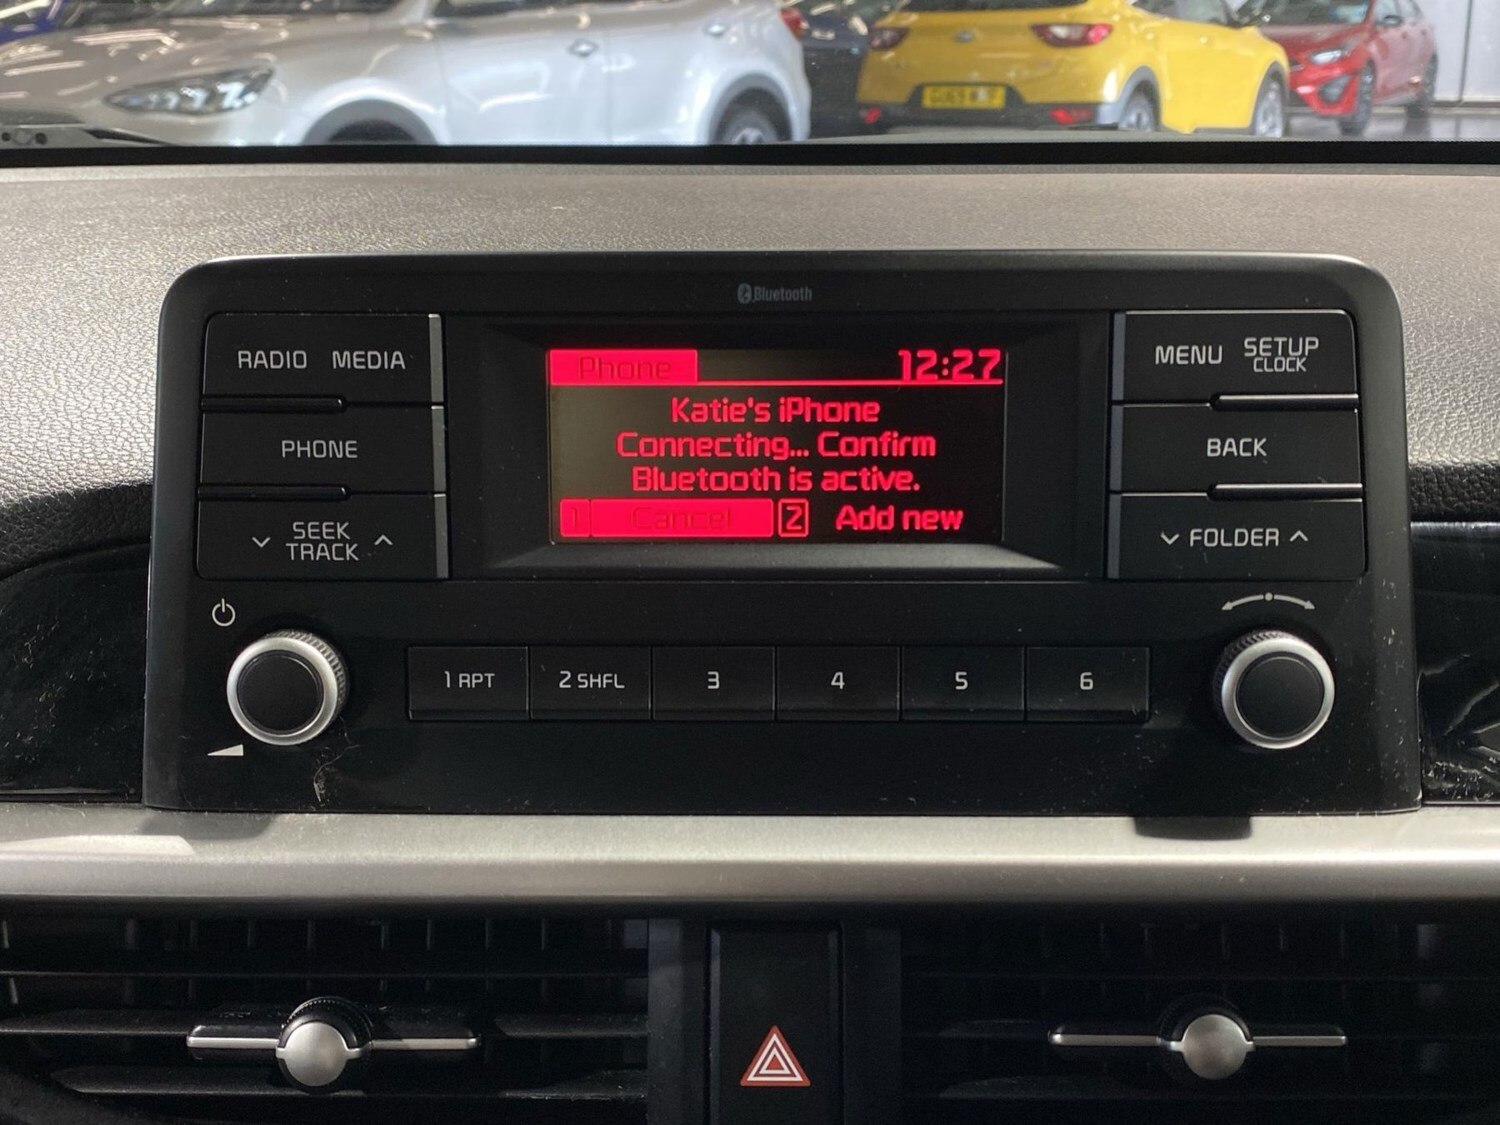 Bluetooth
RADIO MEDIA
PHONE
SEEK
TRACK
Phone 12:27
Katie's iPhone
Connecting... Confirm
Bluetooth is active.
1 Cancel 2 Add new
MENU SETUP
CLOCK
BACK
FOLDER
1 RPT 2 SHFL 3 4 5 6